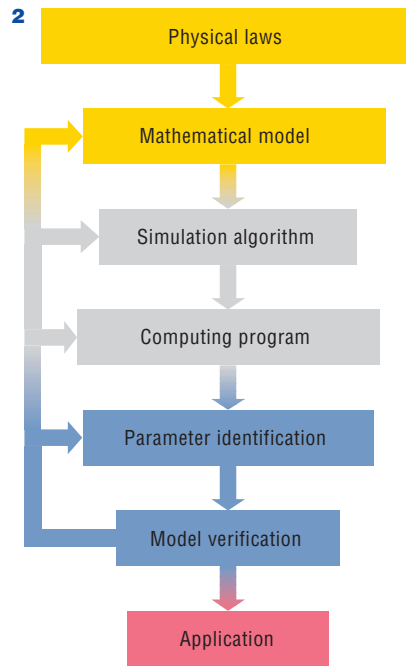 2
Physical laws
Mathematical model
Simulation algorithm
Computing program
Parameter identification
Model verification
Application